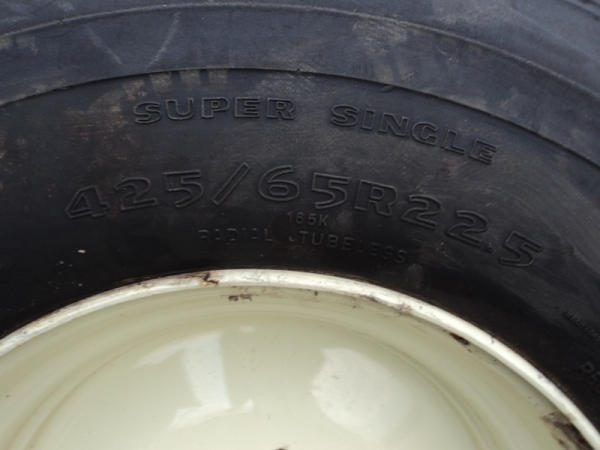 SUPER SINGLE
425/65R22.5
165K
RADIAL TUBELESS